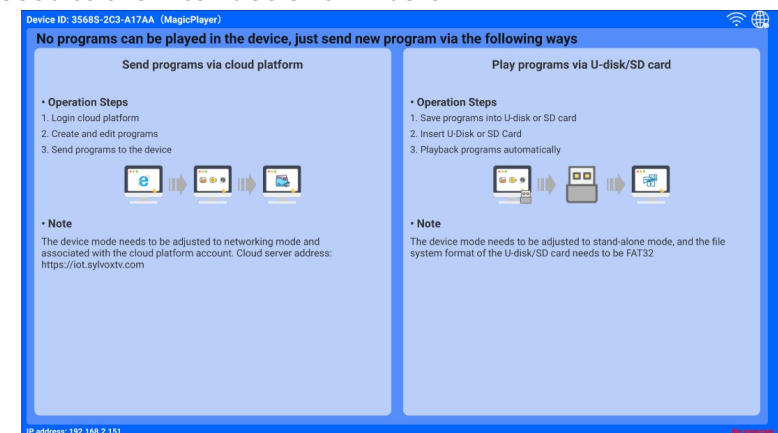 Device ID: 3568S-2C3-A17AA（MagicPlayer）
No programs can be played in the device, just send new program via the following ways
Send programs via cloud platform
• Operation Steps
1. Login cloud platform
2. Create and edit programs
3. Send programs to the device
• Note
The device mode needs to be adjusted to networking mode and
associated with the cloud platform account. Cloud server address:
https://iot.sylvoxtv.com
Play programs via U-disk/SD card
• Operation Steps
1. Save programs into U-disk or SD card
2. Insert U-Disk or SD Card
3. Playback programs automatically
• Note
The device mode needs to be adjusted to stand-alone mode, and the file
system format of the U-disk/SD card needs to be FAT32
IP address: 192.168.2.151